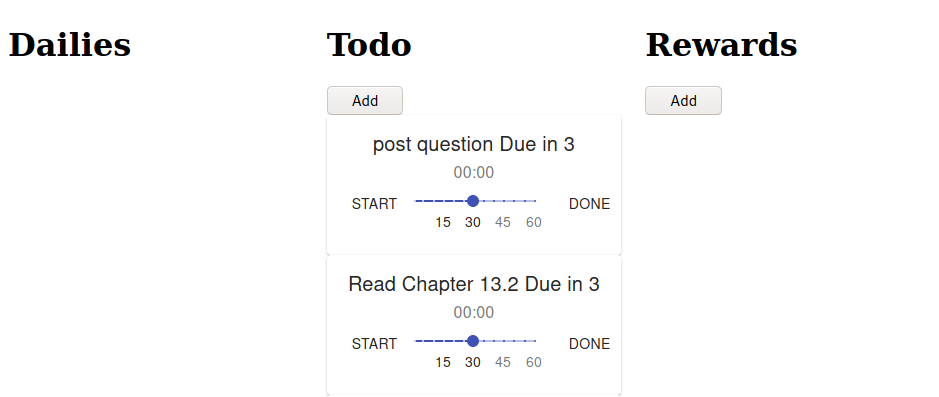 Dailies
Todo
Add
post question Due in 3
00:00
START
DONE
15 30 45 60
Read Chapter 13.2 Due in 3
00:00
START
DONE
15 30 45 60
Rewards
Add